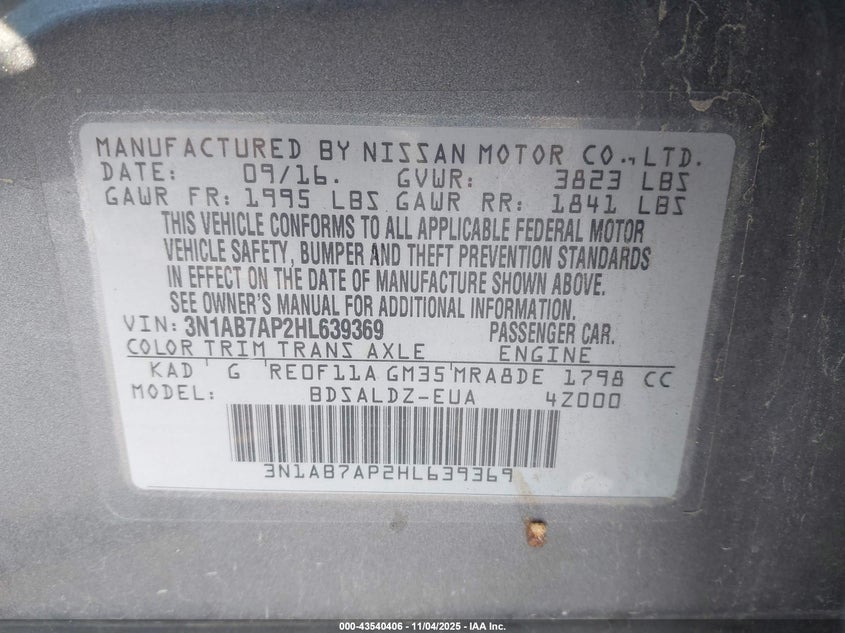 MANUFACTURED BY NISSAN MOTOR CO., LTD.
DATE: 09/16. GVWR: 3823 LBS
GAWR FR: 1995 LBS GAWR RR: 1841 LBS
THIS VEHICLE CONFORMS TO ALL APPLICABLE FEDERAL MOTOR
VEHICLE SAFETY, BUMPER AND THEFT PREVENTION STANDARDS
IN EFFECT ON THE DATE OF MANUFACTURE SHOWN ABOVE.
SEE OWNER'S MANUAL FOR ADDITIONAL INFORMATION.
VIN: 3N1AB7AP2HL639369 PASSENGER CAR.
COLOR TRIM TRANS AXLE ENGINE
KAD G RE0F11A GM35 MRA8DE 1798 CC
MODEL: BDSALDZ-EUA 4Z000
3N1AB7AP2HL639369
000-43540406 - 11/04/2025 - IAA Inc.